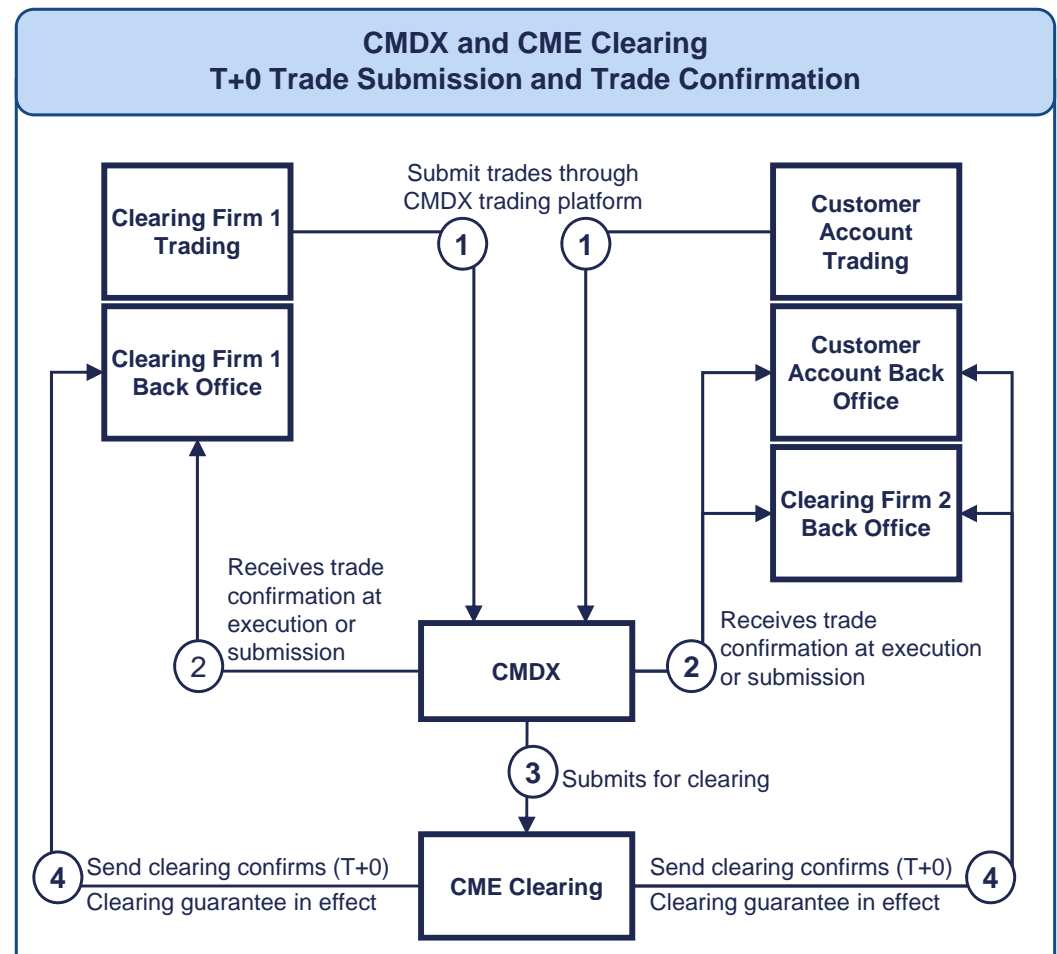 CMDX and CME Clearing
T+0 Trade Submission and Trade Confirmation
Submit trades through
CMDX trading platform
Clearing Firm 1
Trading
1
1
Customer
Account
Trading
Clearing Firm 1
Back Office
Customer
Account Back
Office
Clearing Firm 2
Back Office
Receives trade
confirmation at
execution or
submission
2
CMDX
2
Receives trade
confirmation at execution
or submission
3
Submits for clearing
4
Send clearing confirms (T+0)
Clearing guarantee in effect
CME Clearing
Send clearing confirms (T+0)
Clearing guarantee in effect
4